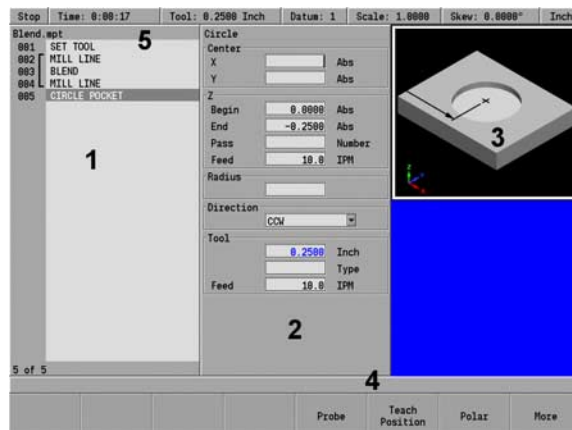 Stop Time: 0:00:17 Tool: 0.2500 Inch Datum: 1 Scale: 1.0000 Skew: 0.0000° Inch
Blend.mpt
5
001 SET TOOL
002 MILL LINE
003 BLEND
004 MILL LINE
005 CIRCLE POCKET
1
5 of 5
Circle
Center
X Abs
Y Abs
Z
Begin 0.0000 Abs
End -0.2500 Abs
Pass Number
Feed 10.0 IPM
Radius
Direction
CCW
Tool
0.2500 Inch
Type
Feed 10.0 IPM
2
3
4
Probe Teach Position Polar More